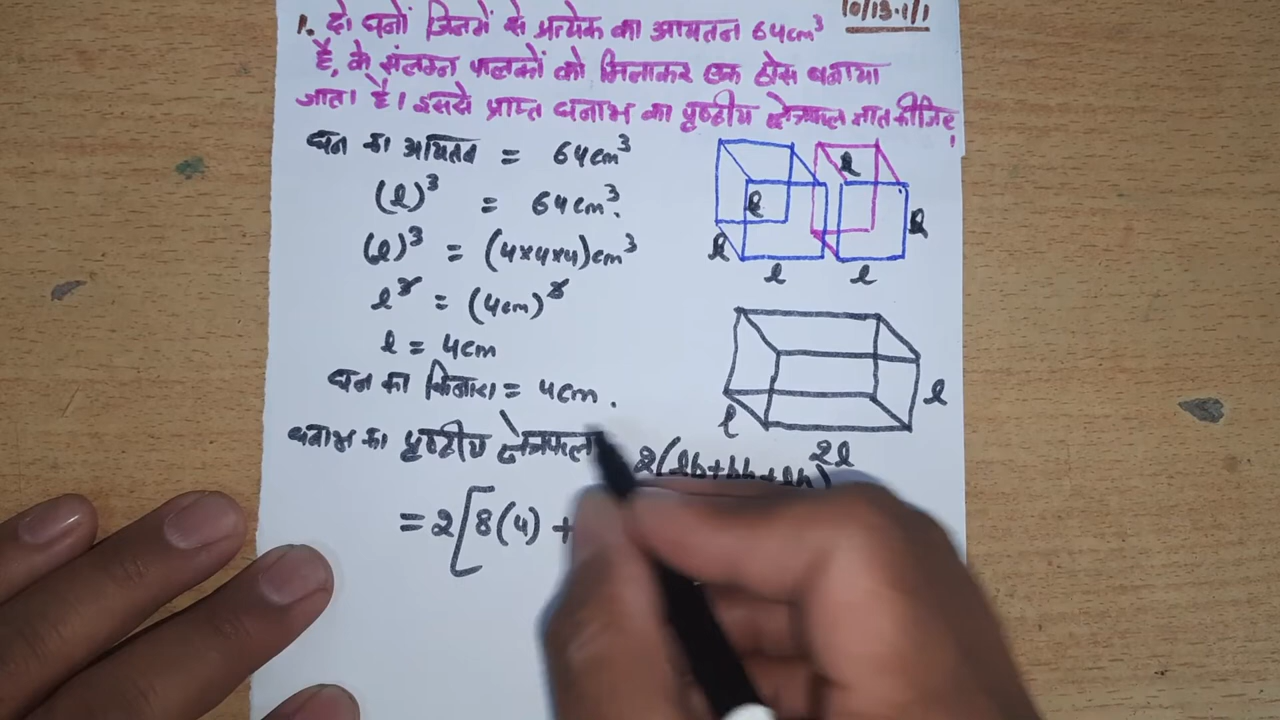 10/13.1/1
1. दो घनों जिनमें से प्रत्येक का आयतन 64cm³
है, के संलग्न फलकों को मिलाकर एक ठोस बनाया
जाता है। इससे प्राप्त घनाभ का पृष्ठीय क्षेत्रफल ज्ञात कीजिए।
घन का आयतन = 64cm³
(l)³ = 64cm³.
(l)³ = (4×4×4)cm³
l³ = (4cm)³
l = 4cm
घन का किनारा = 4cm.
घनाभ का पृष्ठीय क्षेत्रफल 2(lb+bh+lh)
= 2[8(4) +
l
l
l
l
l
l
l
l
2l